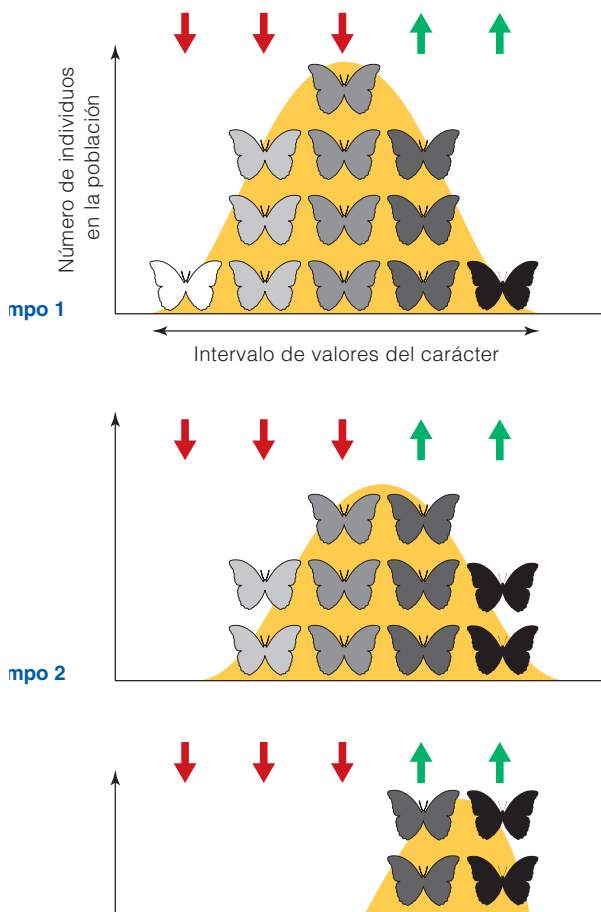 Número de individuos
en la población
mpo 1
Intervalo de valores del carácter
mpo 2